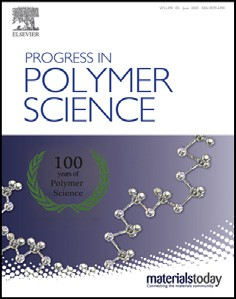 ELSEVIER
PROGRESS IN
POLYMER
SCIENCE
100
years of
Polymer
Science
materialstoday
Connecting the materials community